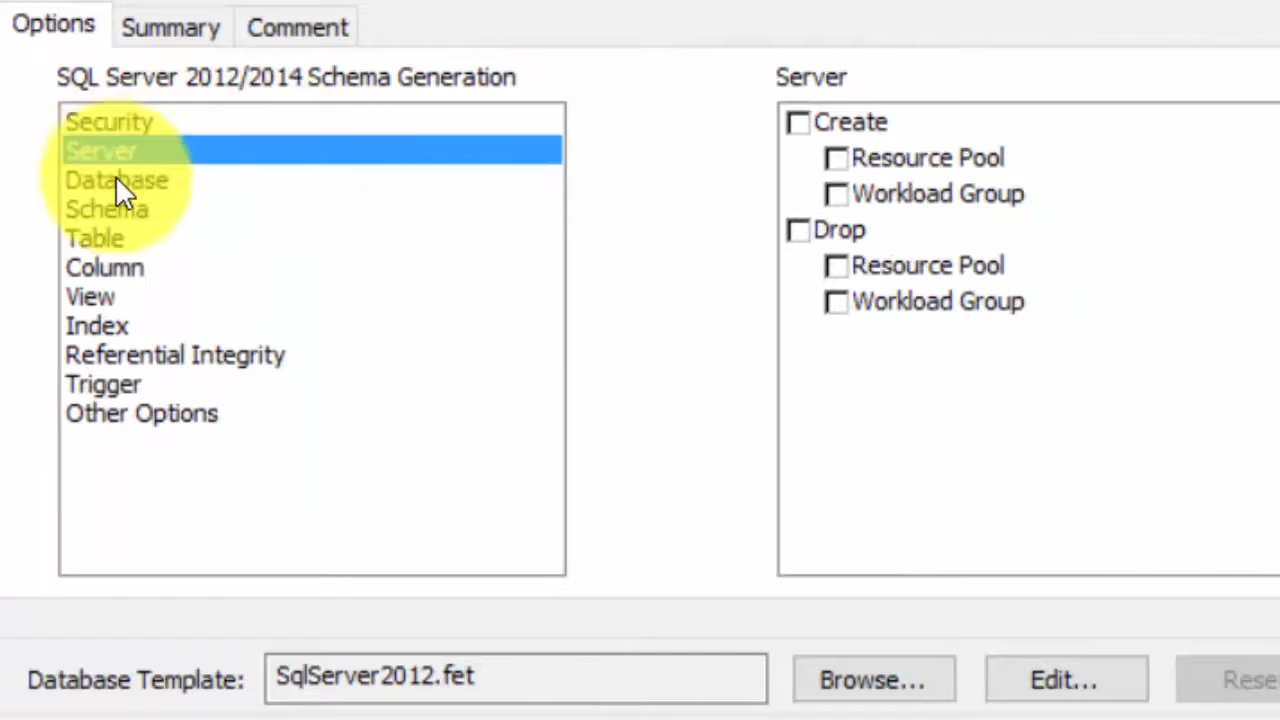 Options Summary Comment
SQL Server 2012/2014 Schema Generation
Security
Server
Database
Schema
Table
Column
View
Index
Referential Integrity
Trigger
Other Options
Server
Create
Resource Pool
Workload Group
Drop
Resource Pool
Workload Group
Database Template: SqlServer2012.fet Browse... Edit...